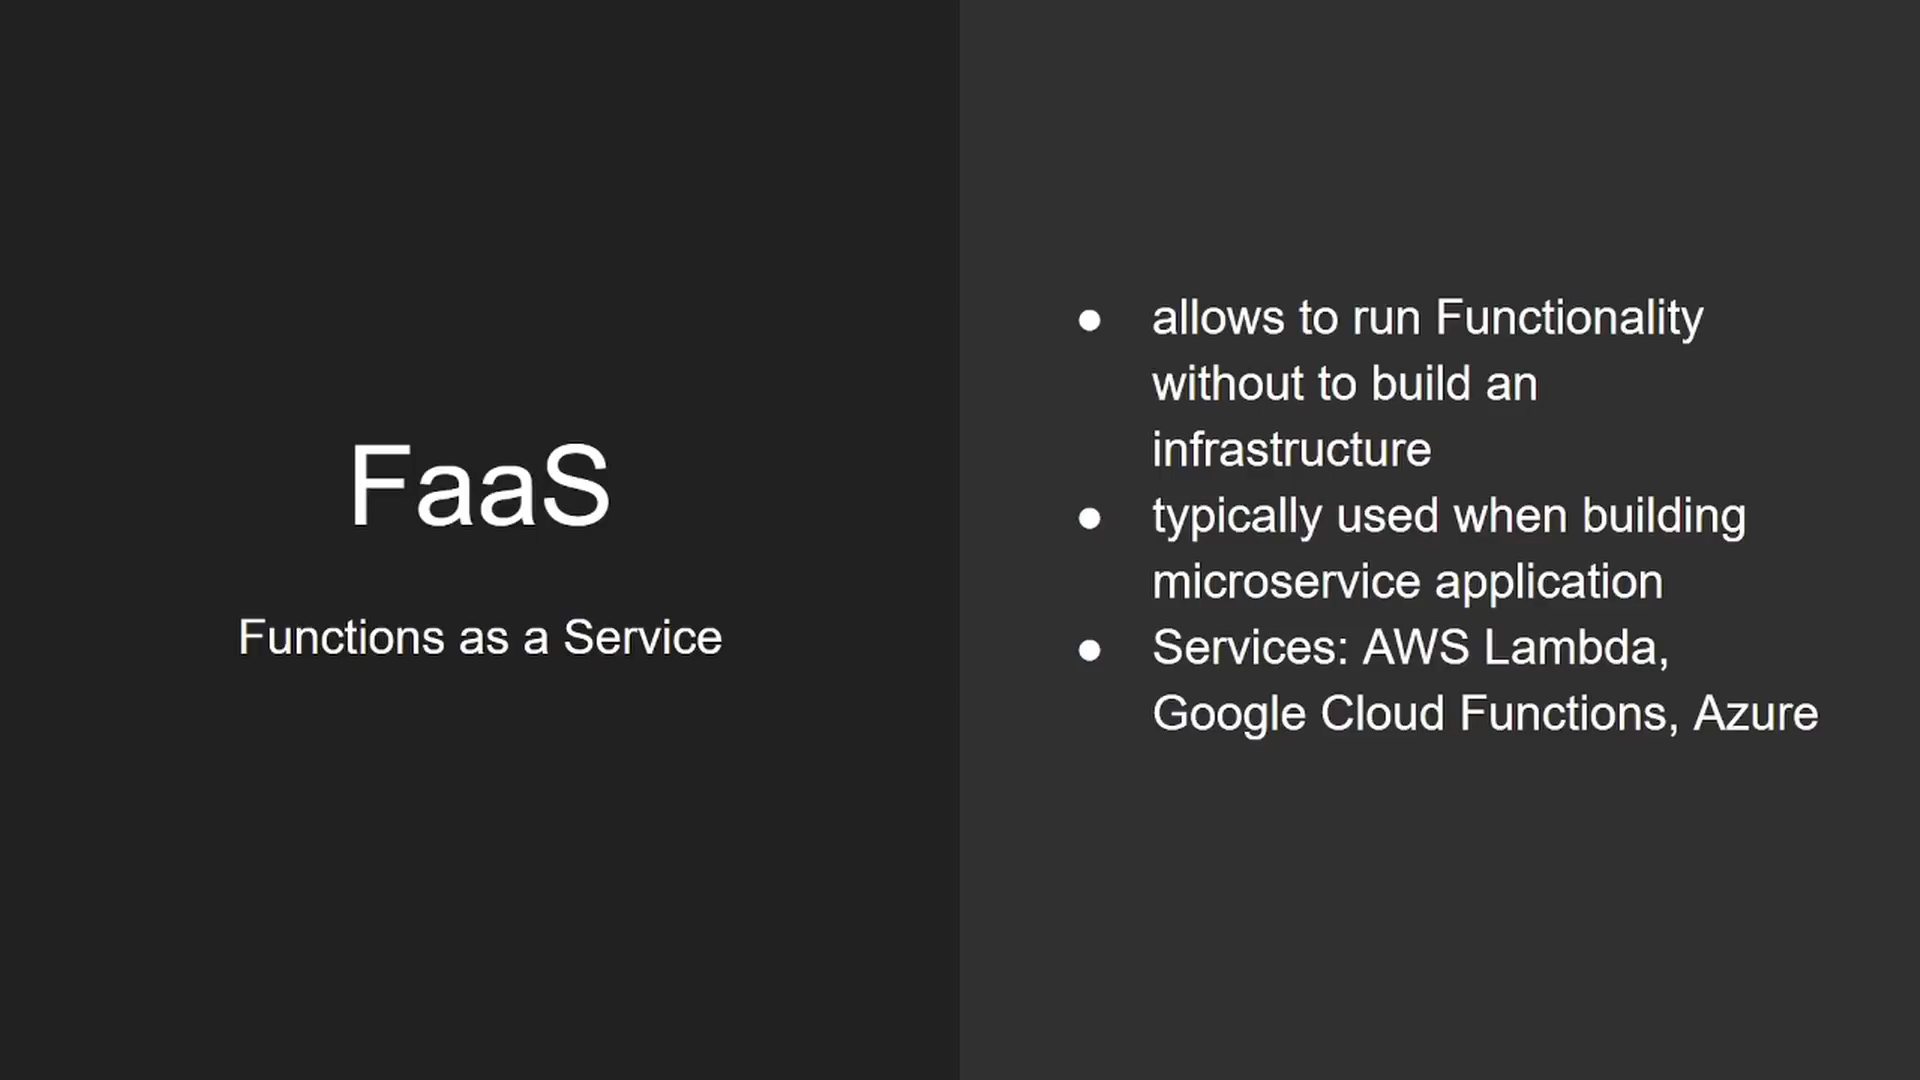 FaaS
Functions as a Service
● allows to run Functionality
without to build an
infrastructure
● typically used when building
microservice application
● Services: AWS Lambda,
Google Cloud Functions, Azure